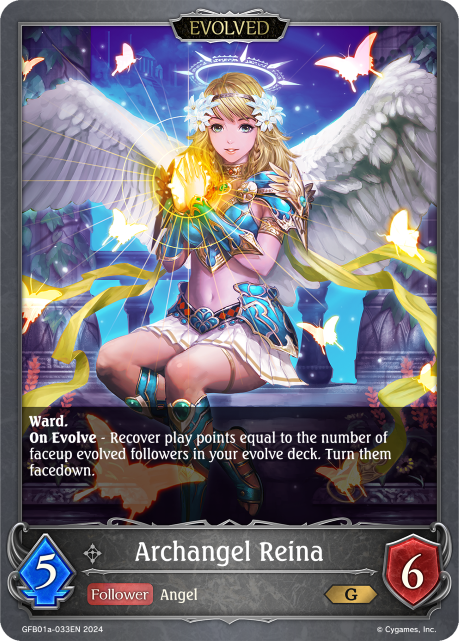 EVOLVED
Ward.
On Evolve - Recover play points equal to the number of
faceup evolved followers in your evolve deck. Turn them
facedown.
5
Archangel Reina
6
Follower Angel
G
GFB01a-033EN 2024
© Cygames, Inc.